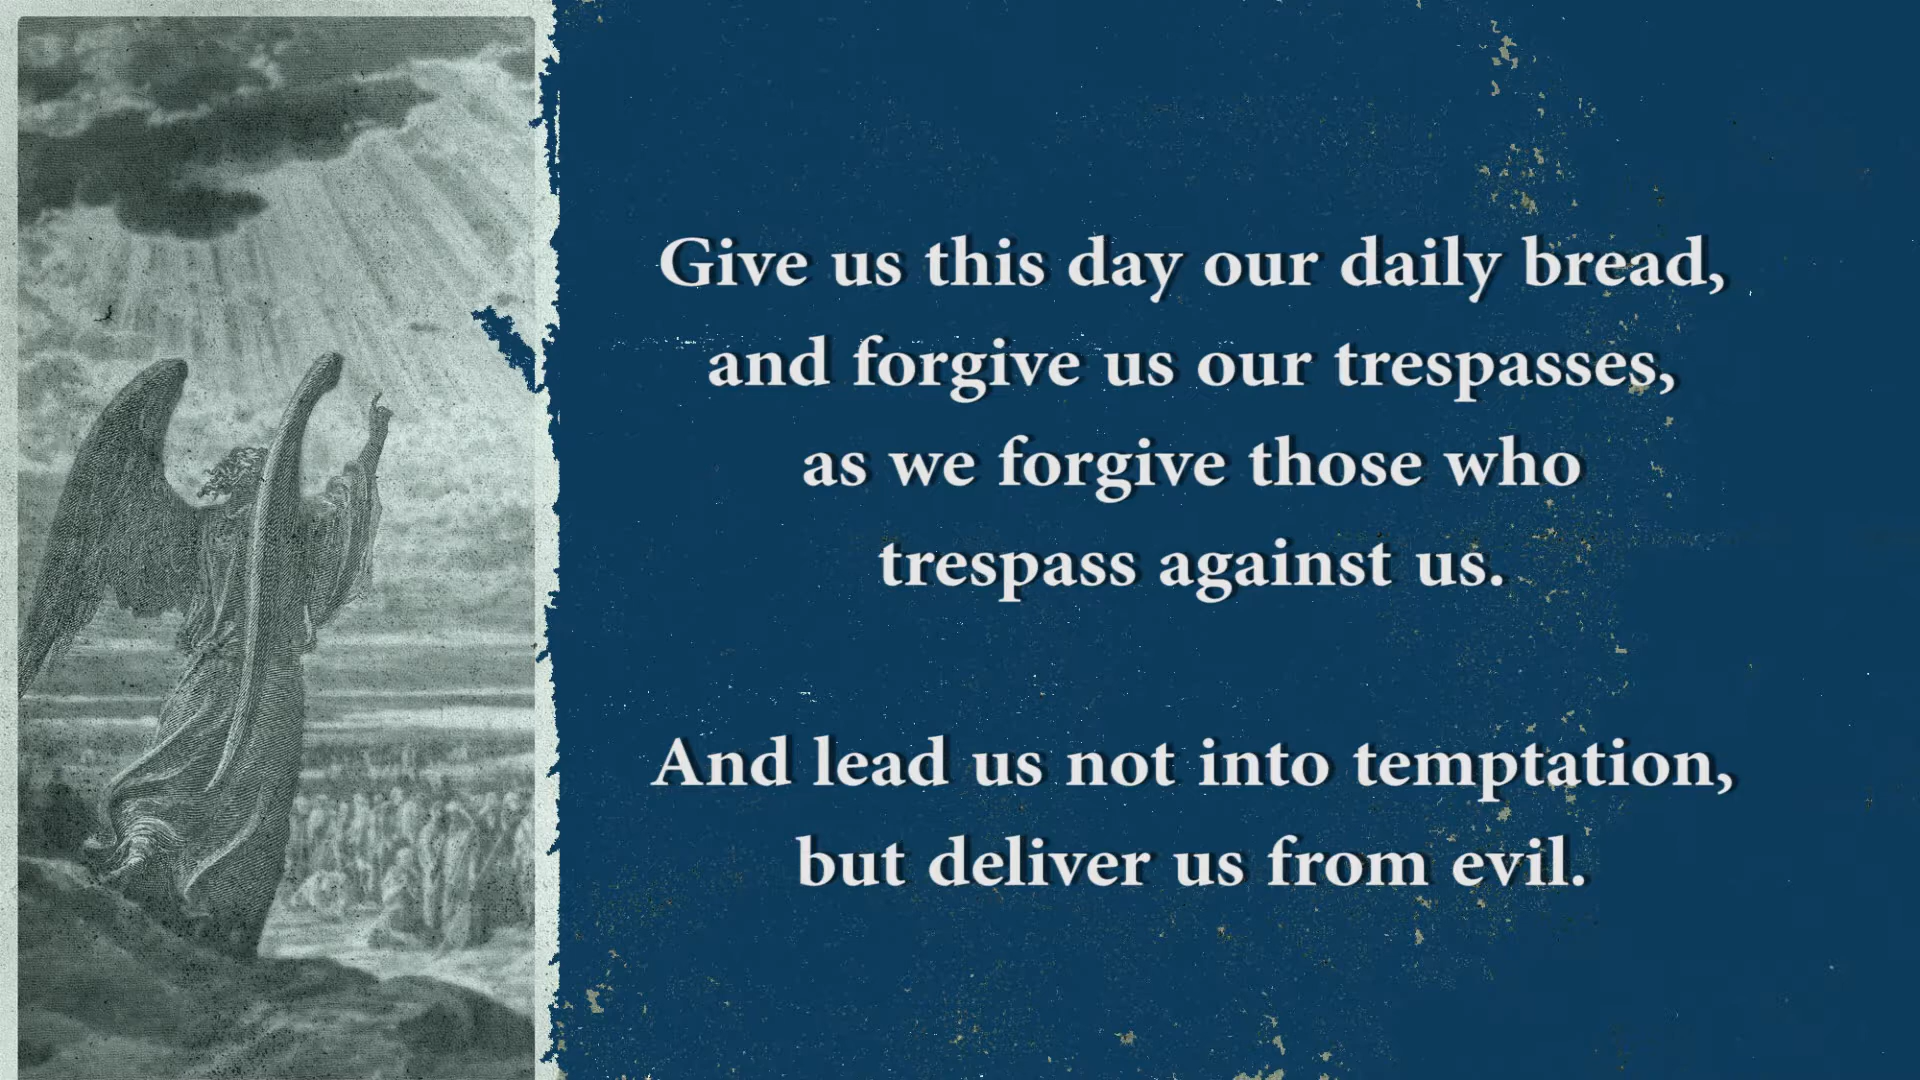 Give us this day our daily bread,
and forgive us our trespasses,
as we forgive those who
trespass against us.
And lead us not into temptation,
but deliver us from evil.